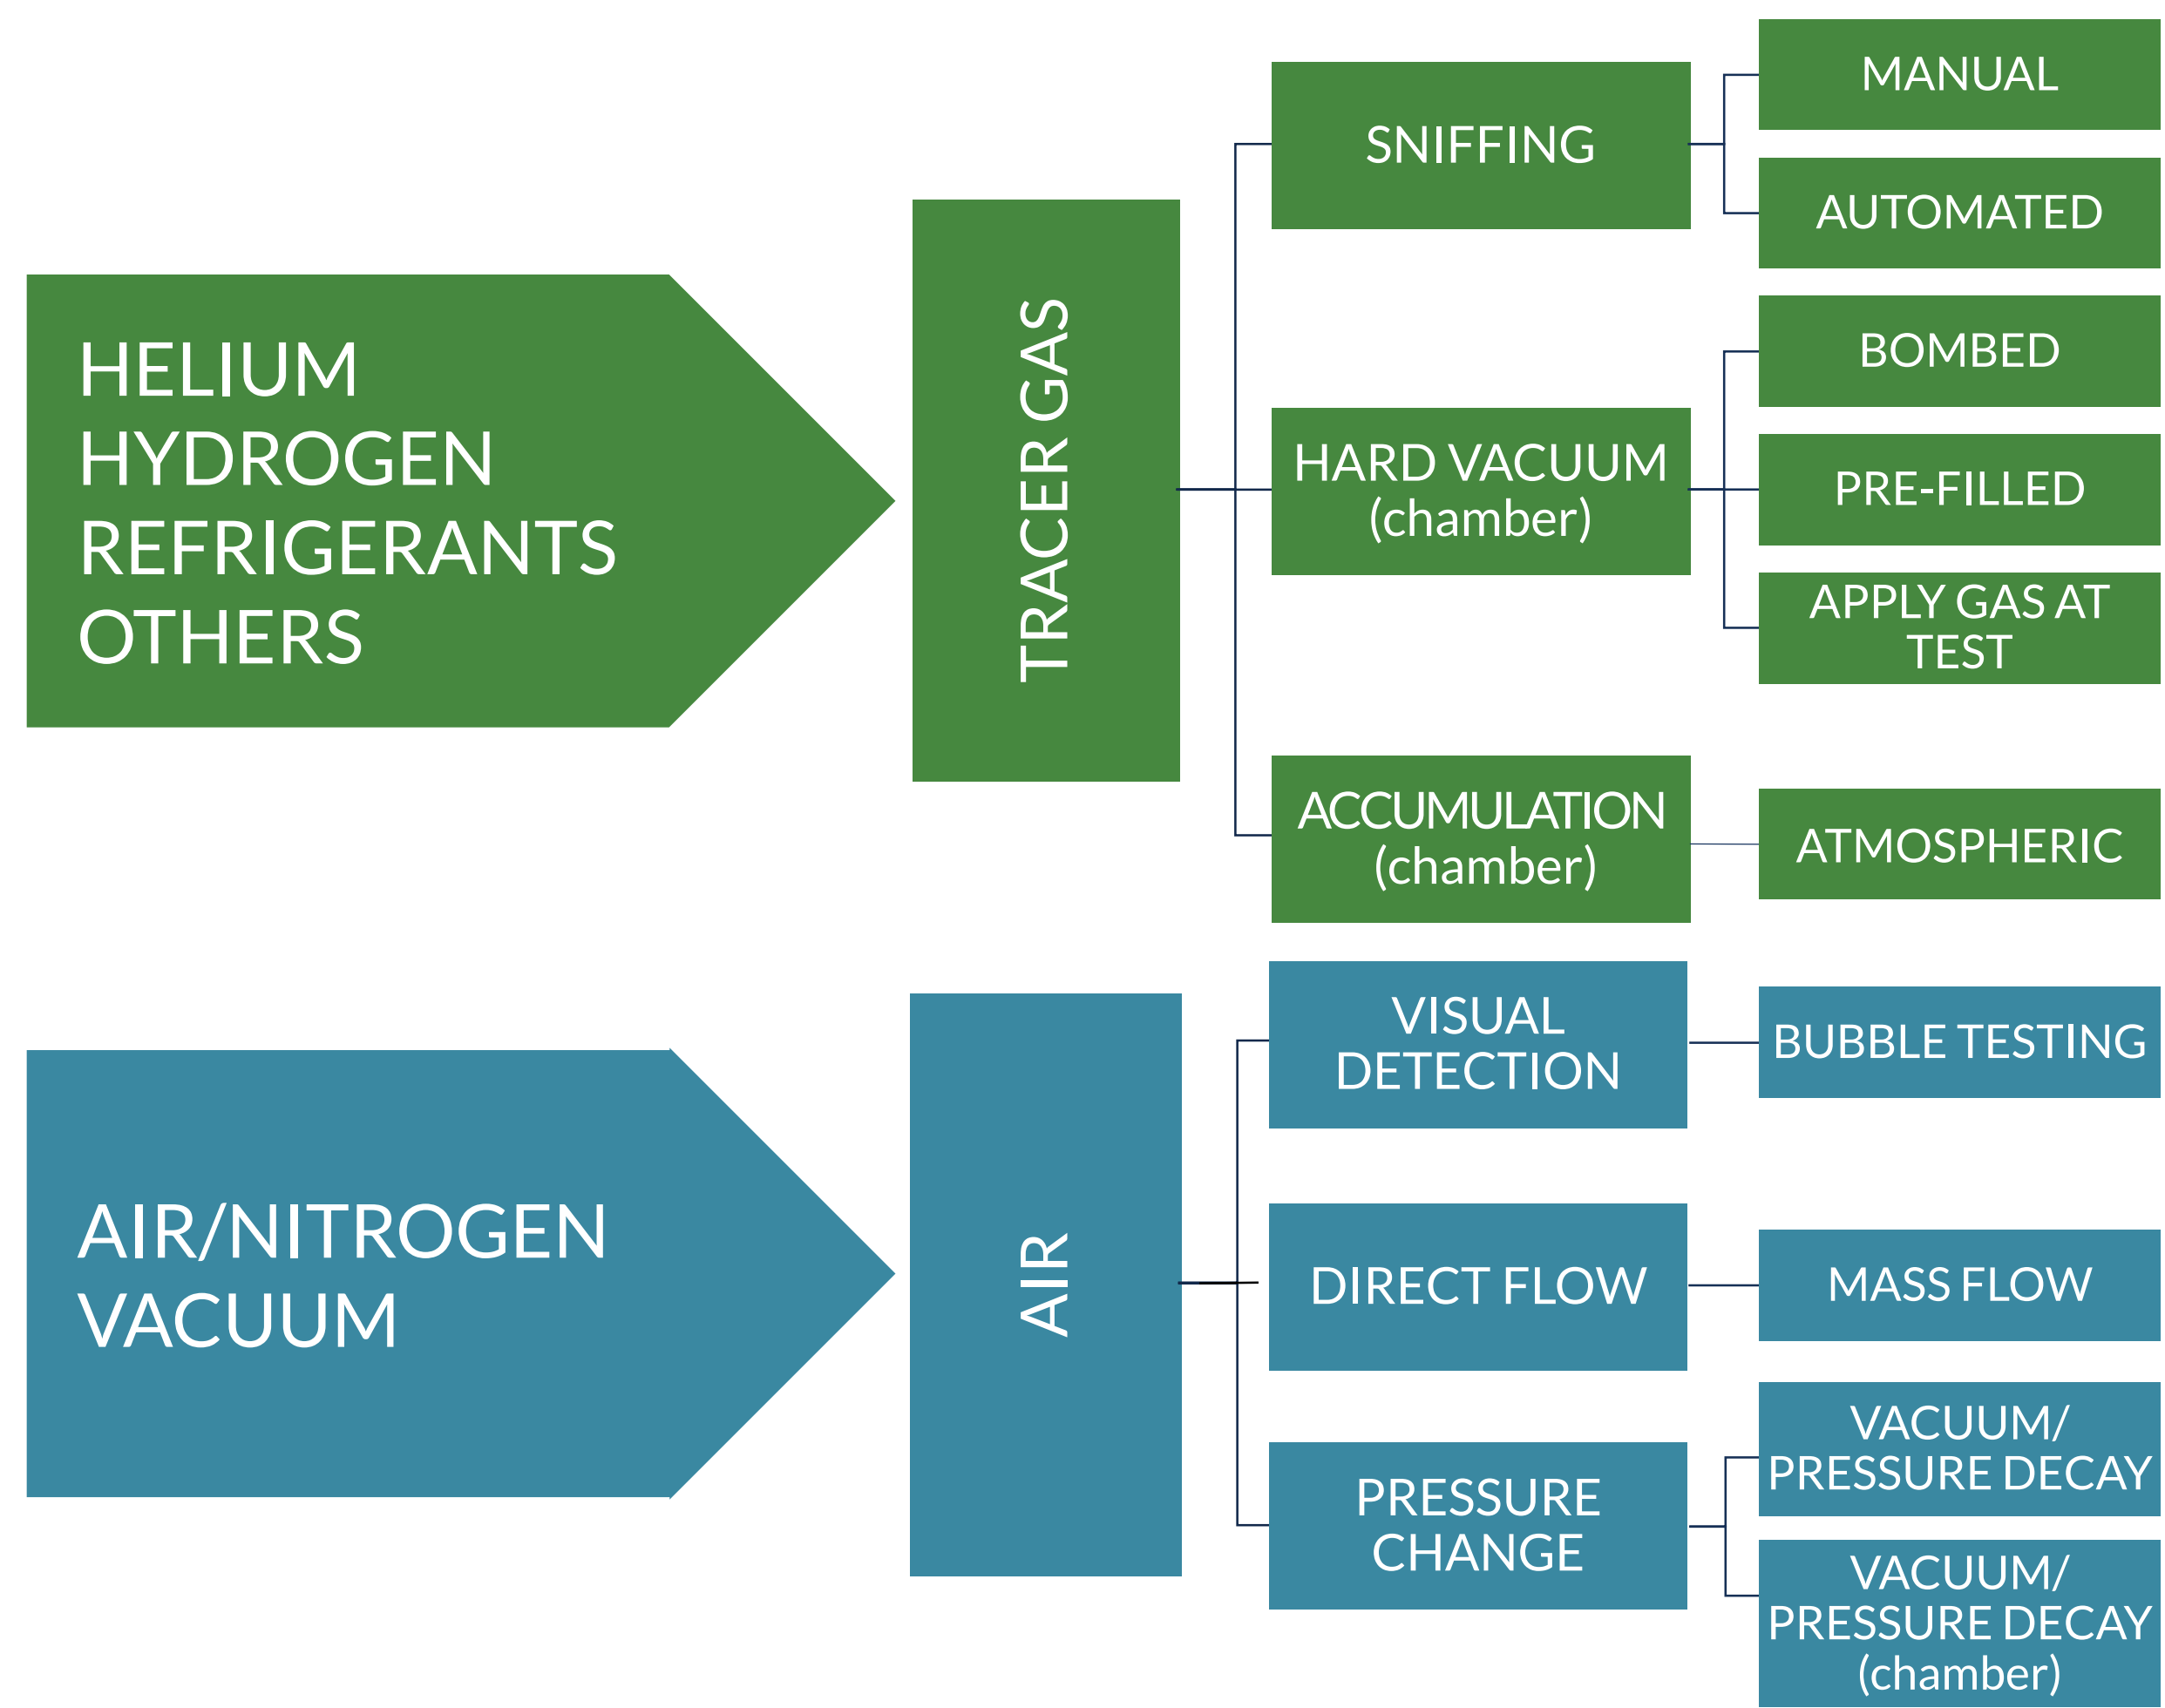 HELIUM
HYDROGEN
REFRIGERANTS
OTHERS
TRACER GAS
SNIFFING
MANUAL
AUTOMATED
HARD VACUUM
(chamber)
BOMBED
PRE-FILLED
APPLY GAS AT
TEST
ACCUMULATION
(chamber)
ATMOSPHERIC
AIR/NITROGEN
VACUUM
AIR
VISUAL
DETECTION
BUBBLE TESTING
DIRECT FLOW
MASS FLOW
PRESSURE
CHANGE
VACUUM/
PRESSURE DECAY
VACUUM/
PRESSURE DECAY
(chamber)